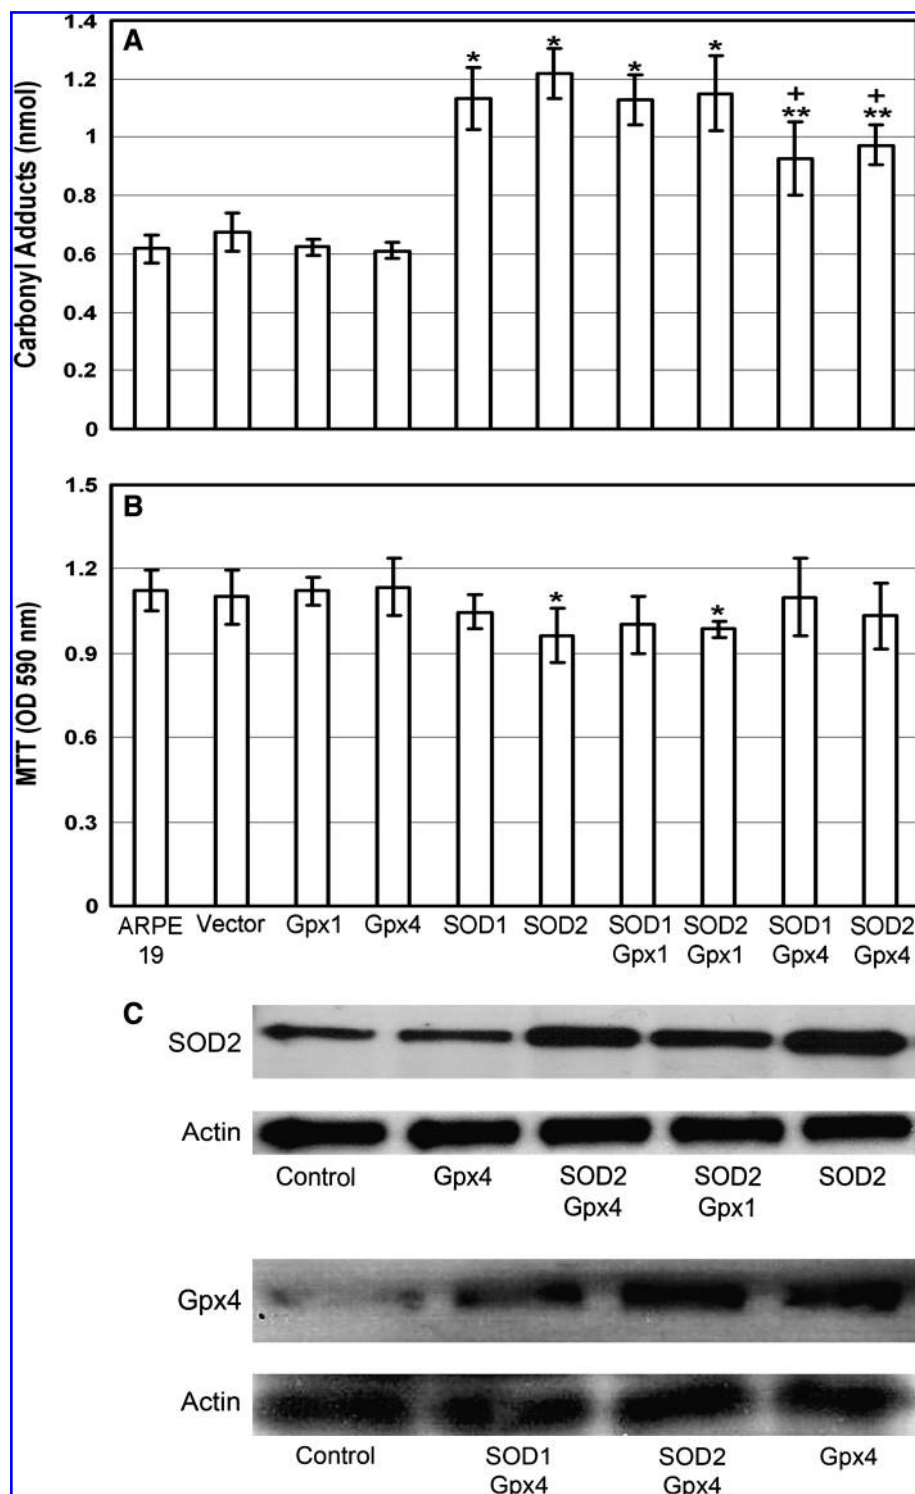 A
Carbonyl Adducts (nmol)
1.4
1.2
1
0.8
0.6
0.4
0.2
0
* * * * + ** + **
B
MTT (OD 590 nm)
1.5
1.2
0.9
0.6
0.3
0
* *
ARPE Vector Gpx1 Gpx4 SOD1 SOD2 SOD1 SOD2 SOD1 SOD2
19 Gpx1 Gpx1 Gpx4 Gpx4
C
SOD2
Actin
Control Gpx4 SOD2 SOD2 SOD2
Gpx4 Gpx1
Gpx4
Actin
Control SOD1 SOD2 Gpx4
Gpx4 Gpx4